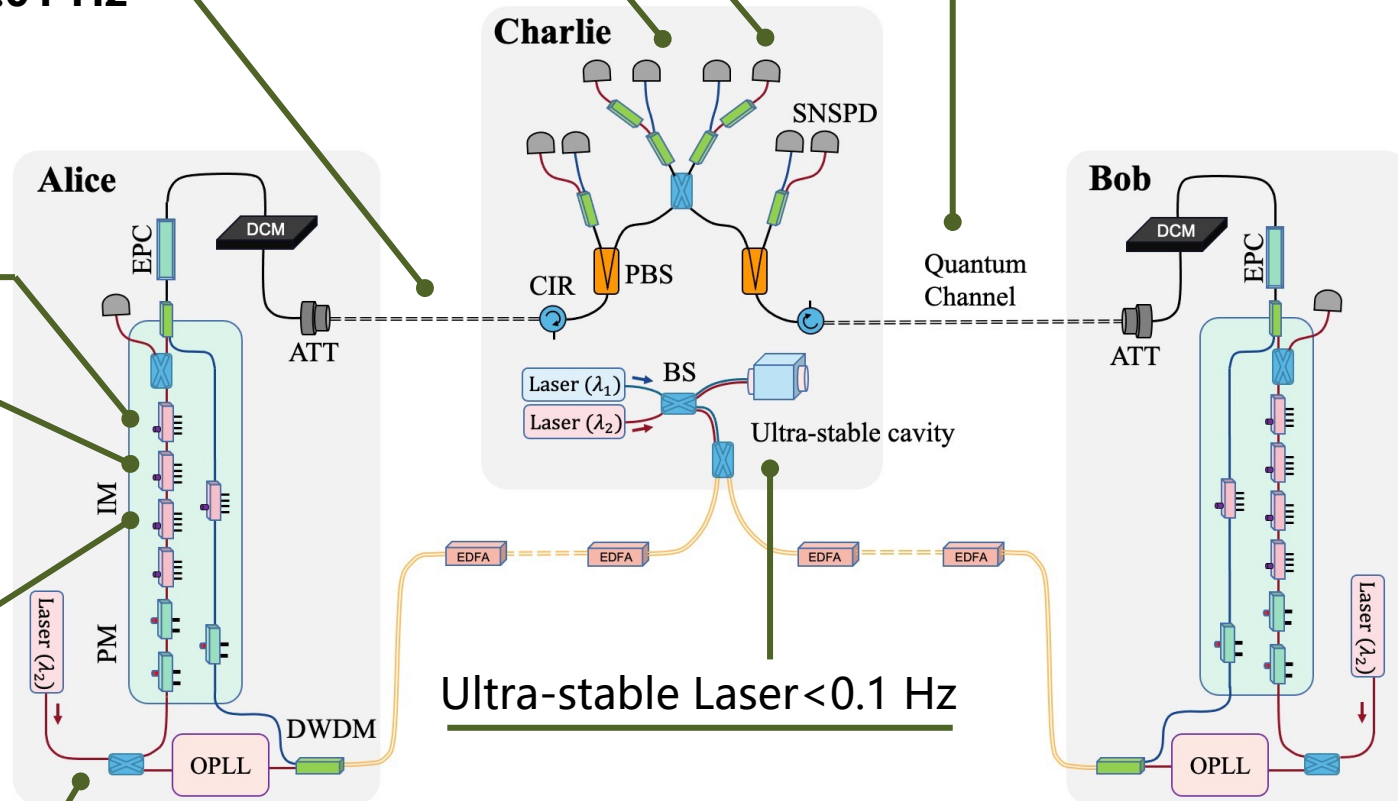 .01 Hz
Charlie
SNSPD
Alice
Bob
DCM
DCM
EPC
EPC
CIR
PBS
Quantum
Channel
ATT
ATT
BS
Laser (λ₁)
Laser (λ₂)
Ultra-stable cavity
IM
EDFA
EDFA
EDFA
EDFA
Laser (λ₂)
PM
Laser (λ₂)
Ultra-stable Laser<0.1 Hz
DWDM
OPLL
OPLL